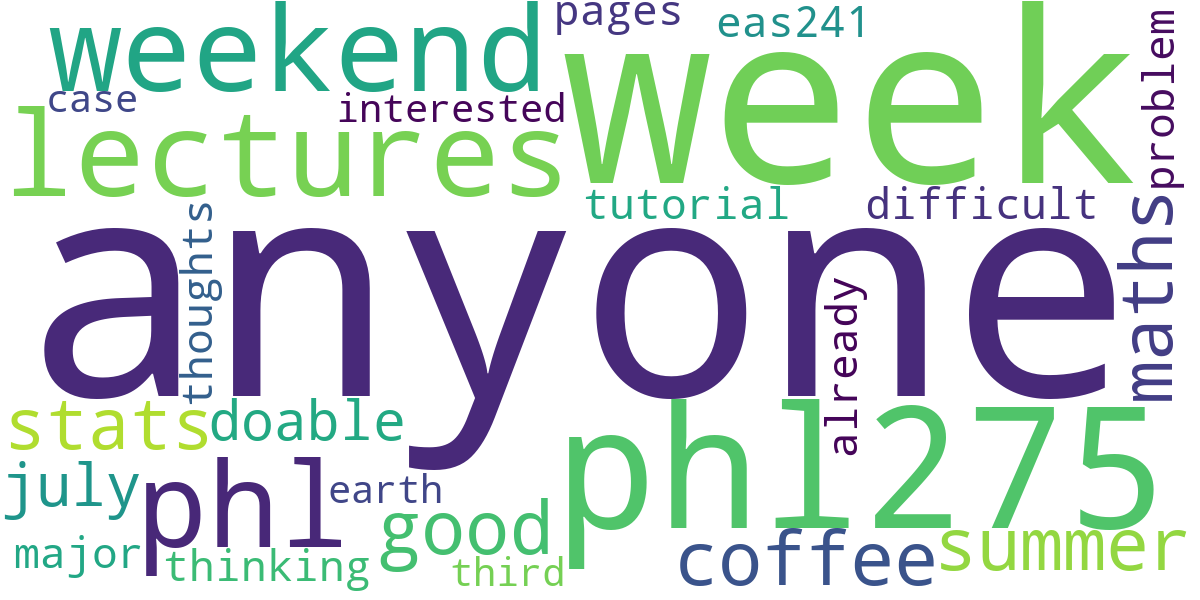 pages
eas241
weekend
week
problem
case
interested
lectures
tutorial
difficult
maths
thoughts
anyone
already
stats
doable
phl275
july
phl
earth
good
coffee
summer
major
thinking
third